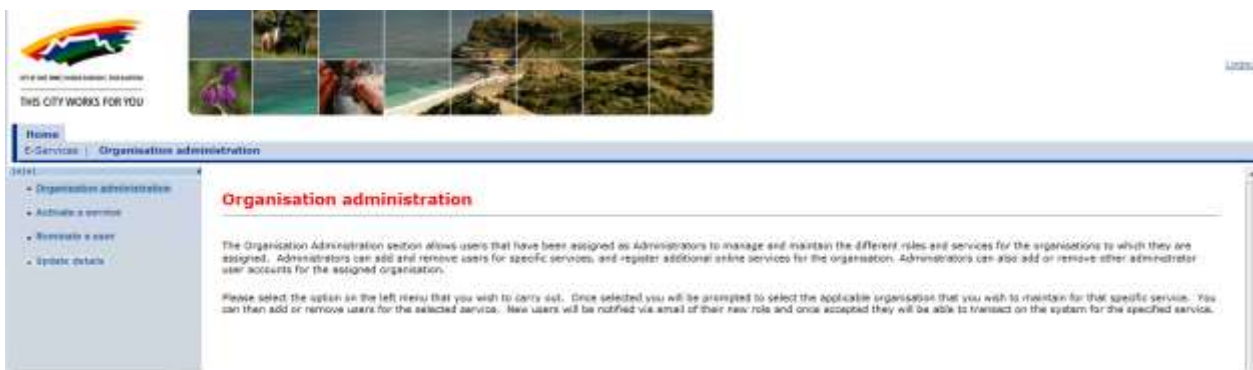 THIS CITY WORKS FOR YOU
Home
E-Services | Organisation administration
Organisation administration
Activate a service
Nominate a user
Update details
Organisation administration
The Organisation Administration section allows users that have been assigned as Administrators to manage and maintain the different roles and services for the organisations to which they are
assigned. Administrators can add and remove users for specific services, and register additional online services for the organisation. Administrators can also add or remove other administrator
user accounts for the assigned organisation.
Please select the option on the left menu that you wish to carry out. Once selected you will be prompted to select the applicable organisation that you wish to maintain for that specific service. You
can then add or remove users for the selected service. New users will be notified via email of their new role and once accepted they will be able to transact on the system for the specified service.